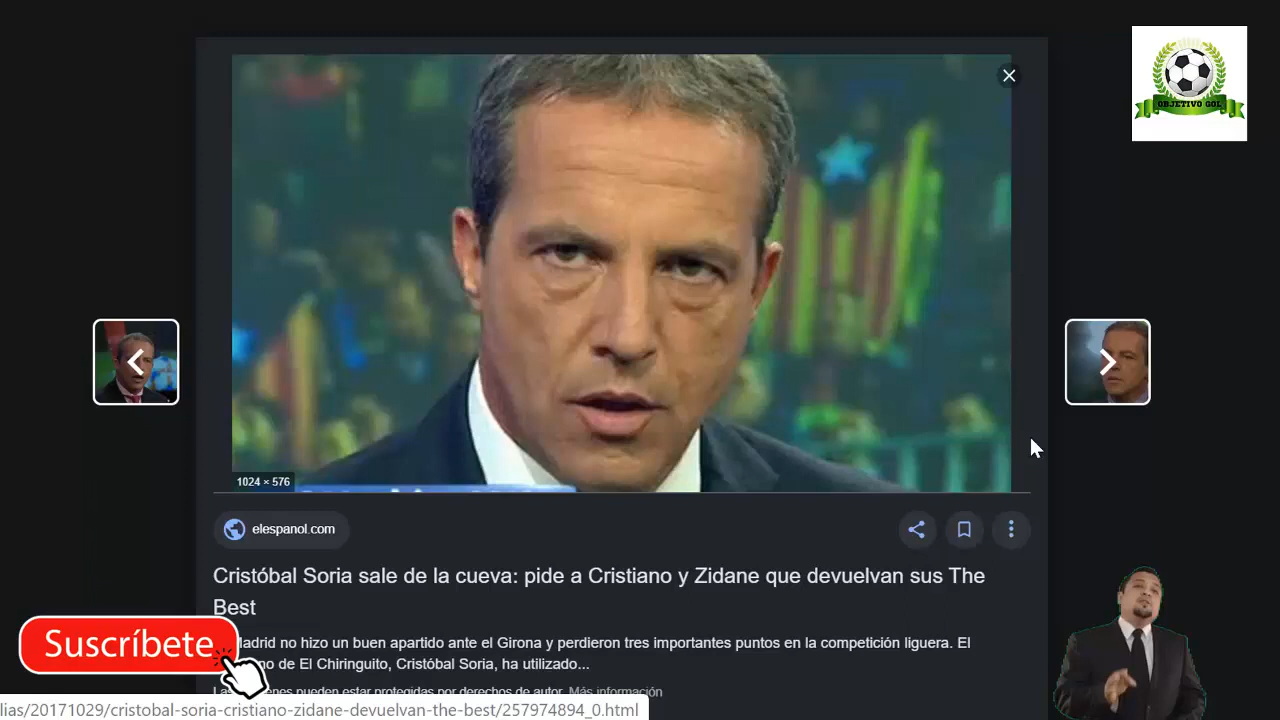 OBJETIVO GOL
1024 × 576
elespanol.com
Cristóbal Soria sale de la cueva: pide a Cristiano y Zidane que devuelvan sus The
Best
Madrid no hizo un buen apartido ante el Girona y perdieron tres importantes puntos en la competición liguera. El
no de El Chiringuito, Cristóbal Soria, ha utilizado...
Suscríbete
Las pueden estar protegidas por derechos de autor. Más información
lias/20171029/cristobal-soria-cristiano-zidane-devuelvan-the-best/257974894_0.html